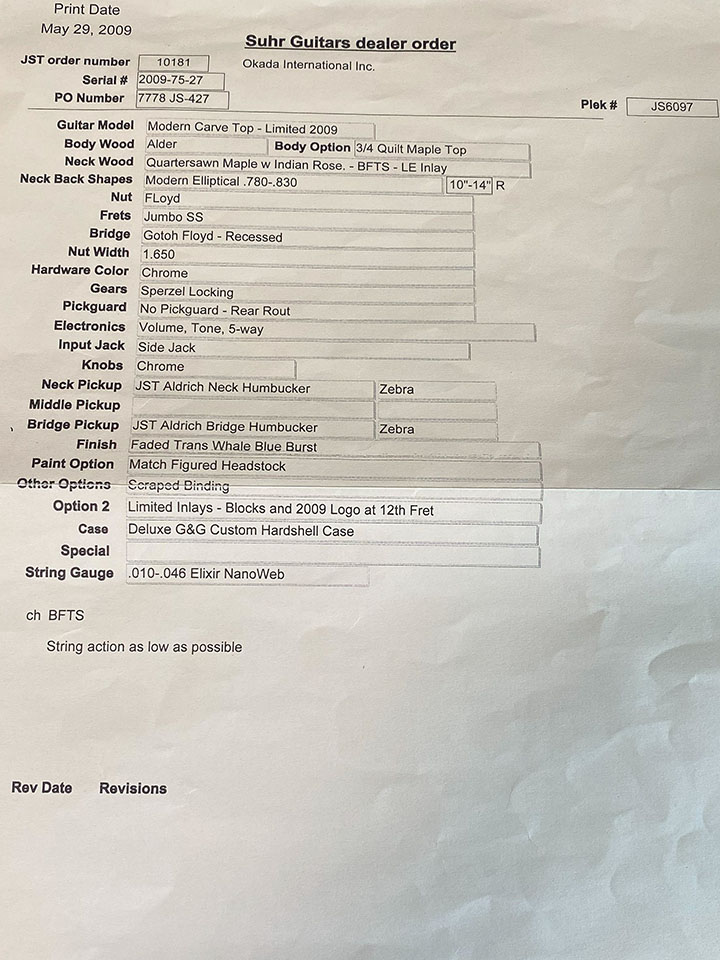 Print Date
May 29, 2009
Suhr Guitars dealer order
JST order number 10181 Okada International Inc.
Serial # 2009-75-27
PO Number 7778 JS-427 Plek # JS6097
Guitar Model Modern Carve Top - Limited 2009
Body Wood Alder Body Option 3/4 Quilt Maple Top
Neck Wood Quartersawn Maple w Indian Rose. - BFTS - LE Inlay
Neck Back Shapes Modern Elliptical .780-.830 10"-14" R
Nut FLoyd
Frets Jumbo SS
Bridge Gotoh Floyd - Recessed
Nut Width 1.650
Hardware Color Chrome
Gears Sperzel Locking
Pickguard No Pickguard - Rear Rout
Electronics Volume, Tone, 5-way
Input Jack Side Jack
Knobs Chrome
Neck Pickup JST Aldrich Neck Humbucker Zebra
Middle Pickup
Bridge Pickup JST Aldrich Bridge Humbucker Zebra
Finish Faded Trans Whale Blue Burst
Paint Option Match Figured Headstock
Other Options Scraped Binding
Option 2 Limited Inlays - Blocks and 2009 Logo at 12th Fret
Case Deluxe G&G Custom Hardshell Case
Special
String Gauge .010-.046 Elixir NanoWeb
ch BFTS
String action as low as possible
Rev Date Revisions